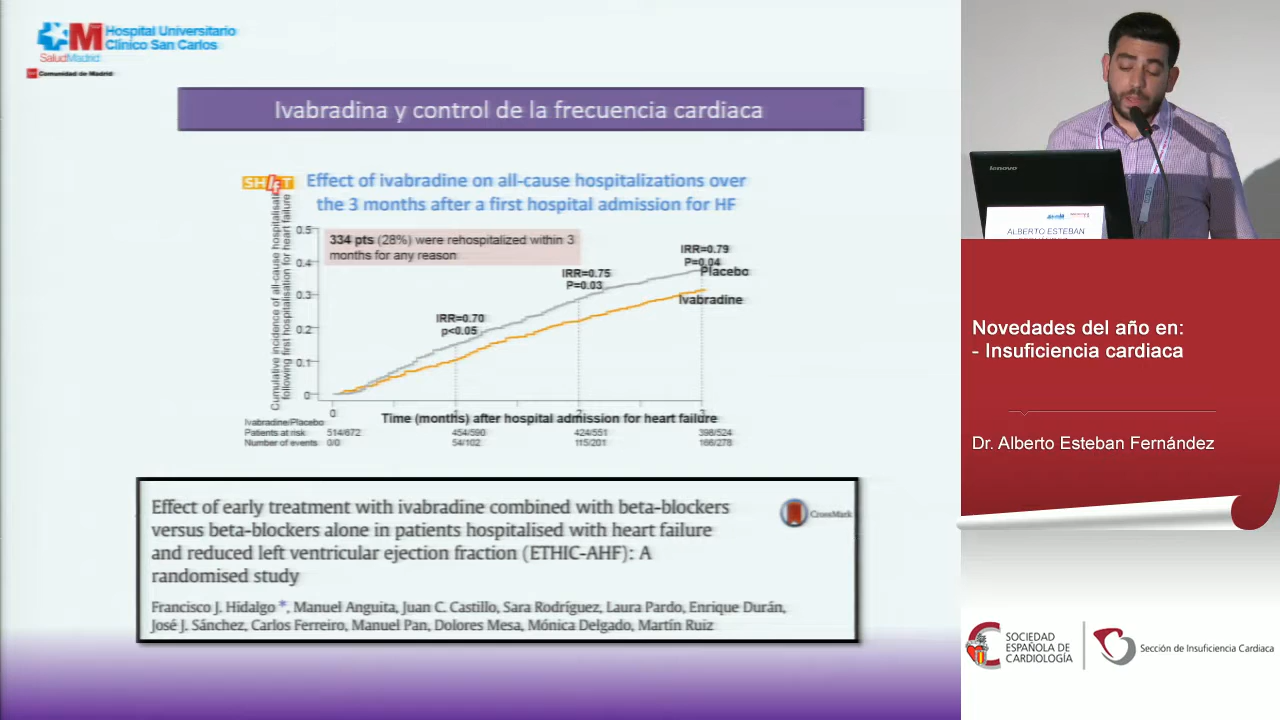 Hospital Universitario
Clínico San Carlos
SaludMadrid
Comunidad de Madrid
Ivabradina y control de la frecuencia cardiaca
SHIFT
Effect of ivabradine on all-cause hospitalizations over
the 3 months after a first hospital admission for HF
Cumulative incidence of all-cause hospitalisati
following first hospitalisation for heart failure
334 pts (28%) were rehospitalized within 3
months for any reason
0.5
0.4
0.3
0.2
0.1
0
IRR=0.70
p<0.05
IRR=0.75
P=0.03
IRR=0.79
P=0.04
Placebo
Ivabradine
0 1 2 3
Time (months) after hospital admission for heart failure
Ivabradine/Placebo
Patients at risk 514/672 454/590 424/551 398/524
Number of events 0/0 54/102 115/201 166/278
Effect of early treatment with ivabradine combined with beta-blockers
versus beta-blockers alone in patients hospitalised with heart failure
and reduced left ventricular ejection fraction (ETHIC-AHF): A
randomised study
CrossMark
Francisco J. Hidalgo *, Manuel Anguita, Juan C. Castillo, Sara Rodríguez, Laura Pardo, Enrique Durán,
José J. Sánchez, Carlos Ferreiro, Manuel Pan, Dolores Mesa, Mónica Delgado, Martín Ruiz
lenovo
ALBERTO ESTEBAN
Novedades del año en:
- Insuficiencia cardiaca
Dr. Alberto Esteban Fernández
SOCIEDAD
ESPAÑOLA DE
CARDIOLOGÍA
Sección de Insuficiencia Cardiaca